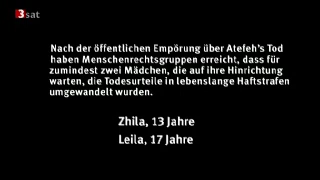 3sat
Nach der öffentlichen Empörung über Atefeh's Tod
haben Menschenrechtsgruppen erreicht, dass für
zumindest zwei Mädchen, die auf ihre Hinrichtung
warten, die Todesurteile in lebenslange Haftstrafen
umgewandelt wurden.
Zhila, 13 Jahre
Leila, 17 Jahre